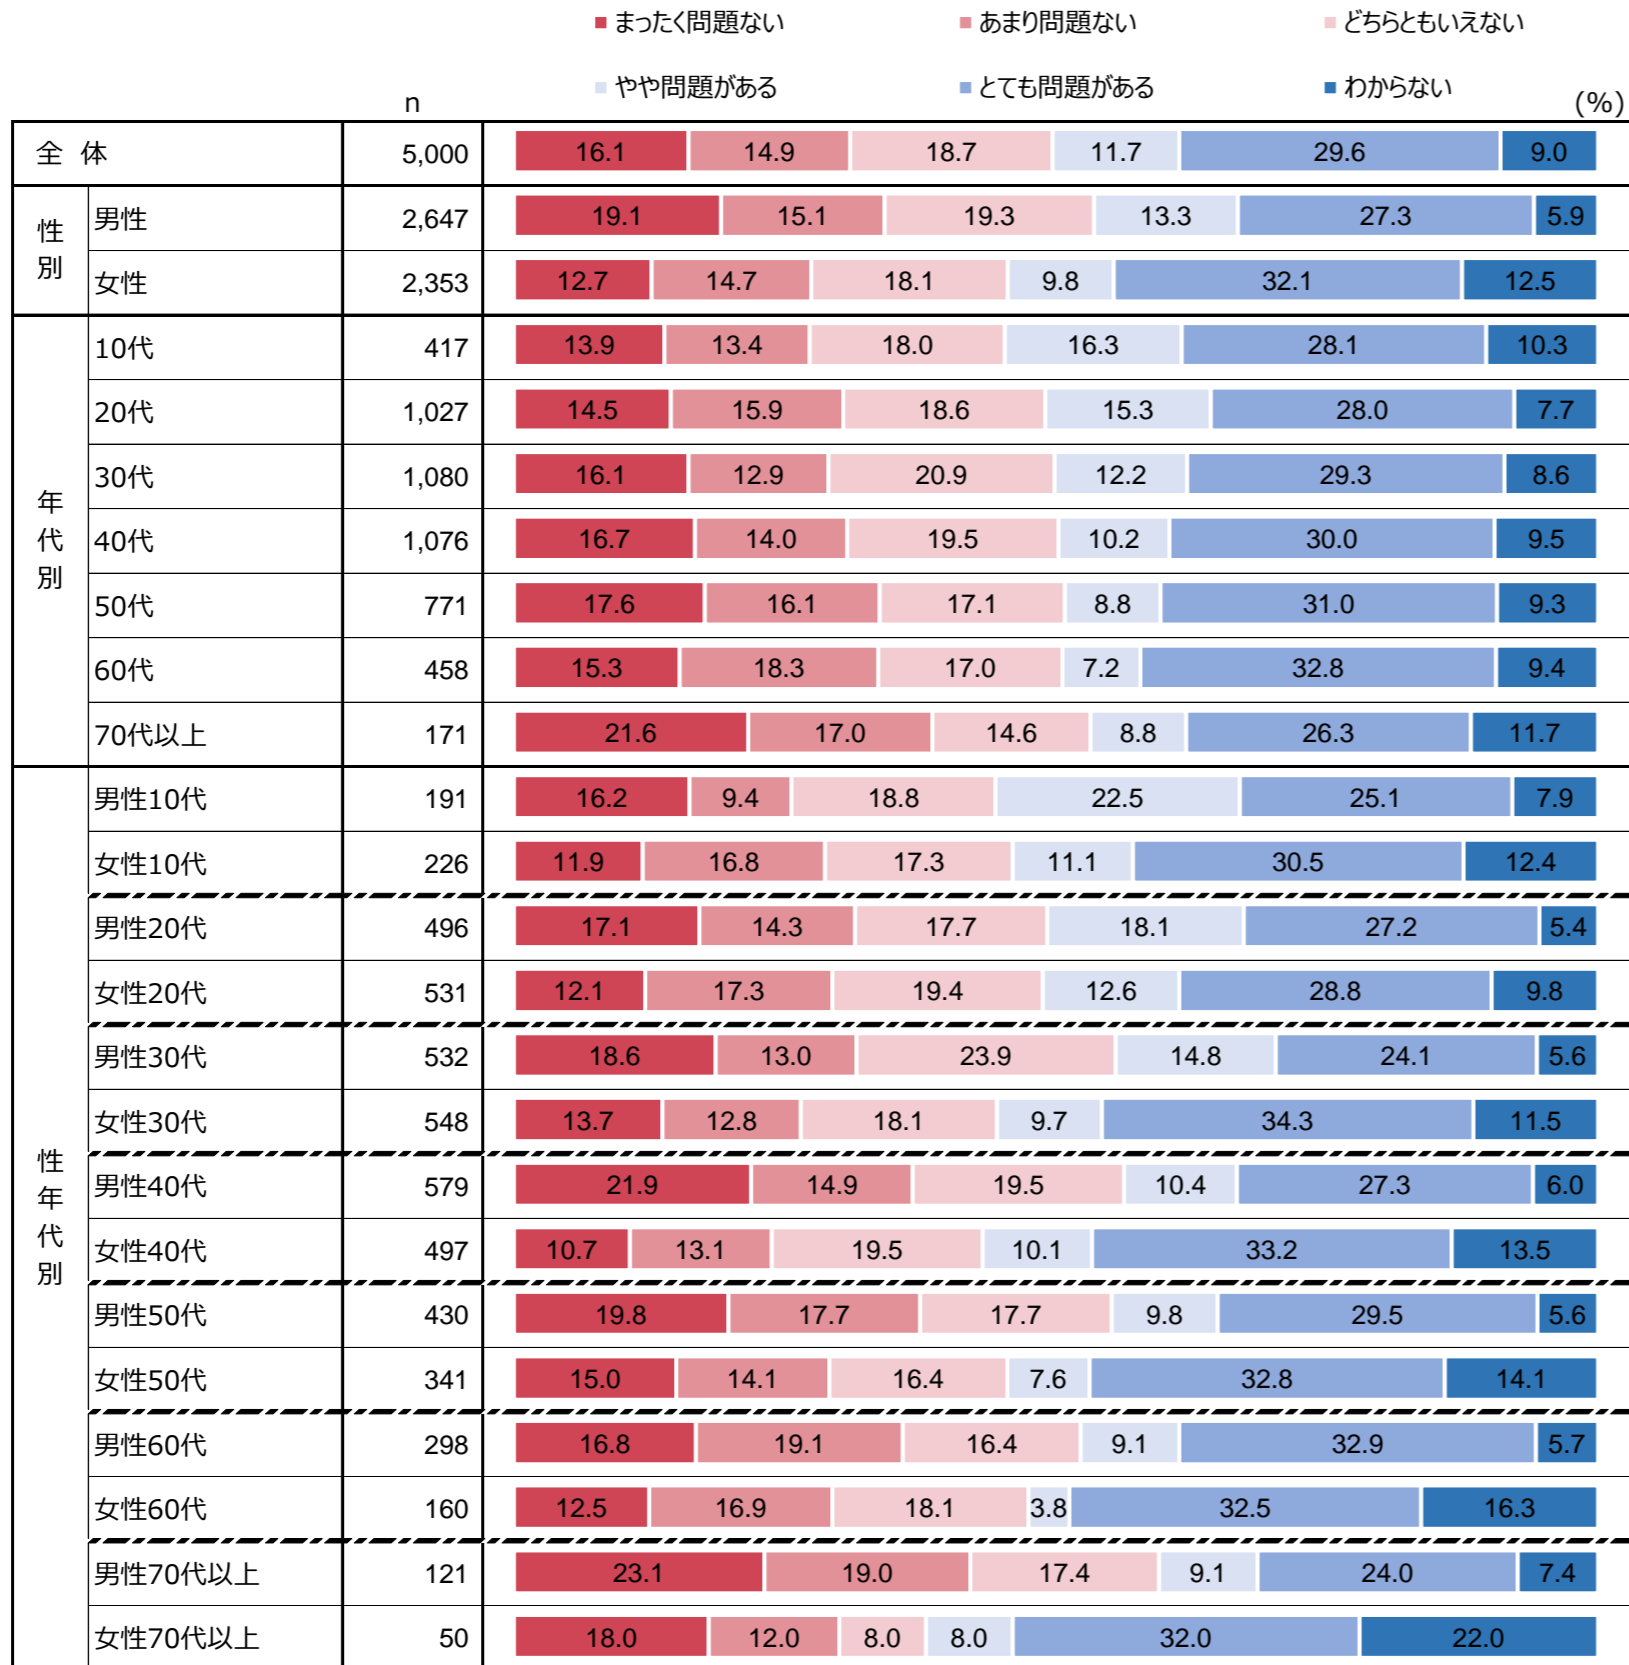 まったく問題ない あまり問題ない どちらともいえない
やや問題がある とても問題がある わからない
n (%)
全 体 5,000 16.1 14.9 18.7 11.7 29.6 9.0
性別
男性 2,647 19.1 15.1 19.3 13.3 27.3 5.9
女性 2,353 12.7 14.7 18.1 9.8 32.1 12.5
年代別
10代 417 13.9 13.4 18.0 16.3 28.1 10.3
20代 1,027 14.5 15.9 18.6 15.3 28.0 7.7
30代 1,080 16.1 12.9 20.9 12.2 29.3 8.6
40代 1,076 16.7 14.0 19.5 10.2 30.0 9.5
50代 771 17.6 16.1 17.1 8.8 31.0 9.3
60代 458 15.3 18.3 17.0 7.2 32.8 9.4
70代以上 171 21.6 17.0 14.6 8.8 26.3 11.7
性年代別
男性10代 191 16.2 9.4 18.8 22.5 25.1 7.9
女性10代 226 11.9 16.8 17.3 11.1 30.5 12.4
男性20代 496 17.1 14.3 17.7 18.1 27.2 5.4
女性20代 531 12.1 17.3 19.4 12.6 28.8 9.8
男性30代 532 18.6 13.0 23.9 14.8 24.1 5.6
女性30代 548 13.7 12.8 18.1 9.7 34.3 11.5
男性40代 579 21.9 14.9 19.5 10.4 27.3 6.0
女性40代 497 10.7 13.1 19.5 10.1 33.2 13.5
男性50代 430 19.8 17.7 17.7 9.8 29.5 5.6
女性50代 341 15.0 14.1 16.4 7.6 32.8 14.1
男性60代 298 16.8 19.1 16.4 9.1 32.9 5.7
女性60代 160 12.5 16.9 18.1 3.8 32.5 16.3
男性70代以上 121 23.1 19.0 17.4 9.1 24.0 7.4
女性70代以上 50 18.0 12.0 8.0 8.0 32.0 22.0